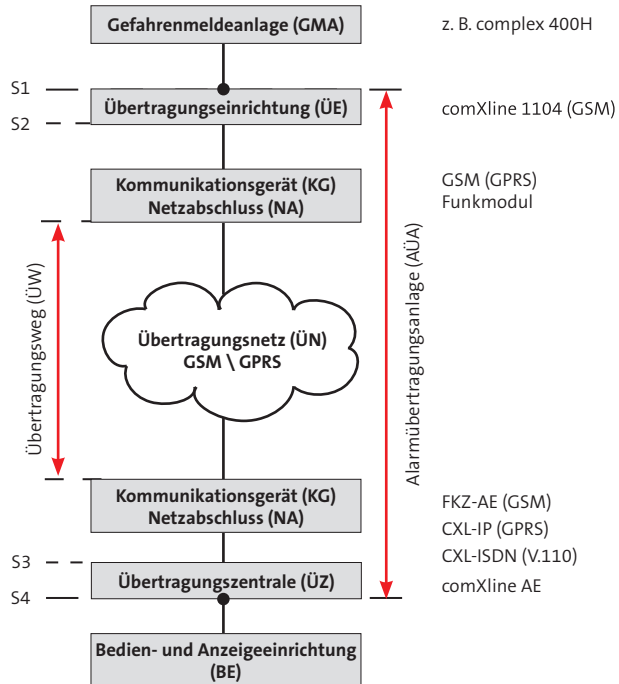 Gefahrenmeldeanlage (GMA)
z. B. complex 400H
S1
Übertragungseinrichtung (ÜE)
comXline 1104 (GSM)
S2
Kommunikationsgerät (KG)
Netzabschluss (NA)
GSM (GPRS)
Funkmodul
Übertragungsweg (ÜW)
Übertragungsnetz (ÜN)
GSM \ GPRS
Alarmübertragungsanlage (AÜA)
Kommunikationsgerät (KG)
Netzabschluss (NA)
FKZ-AE (GSM)
CXL-IP (GPRS)
CXL-ISDN (V.110)
S3
Übertragungszentrale (ÜZ)
comXline AE
S4
Bedien- und Anzeigeeinrichtung
(BE)